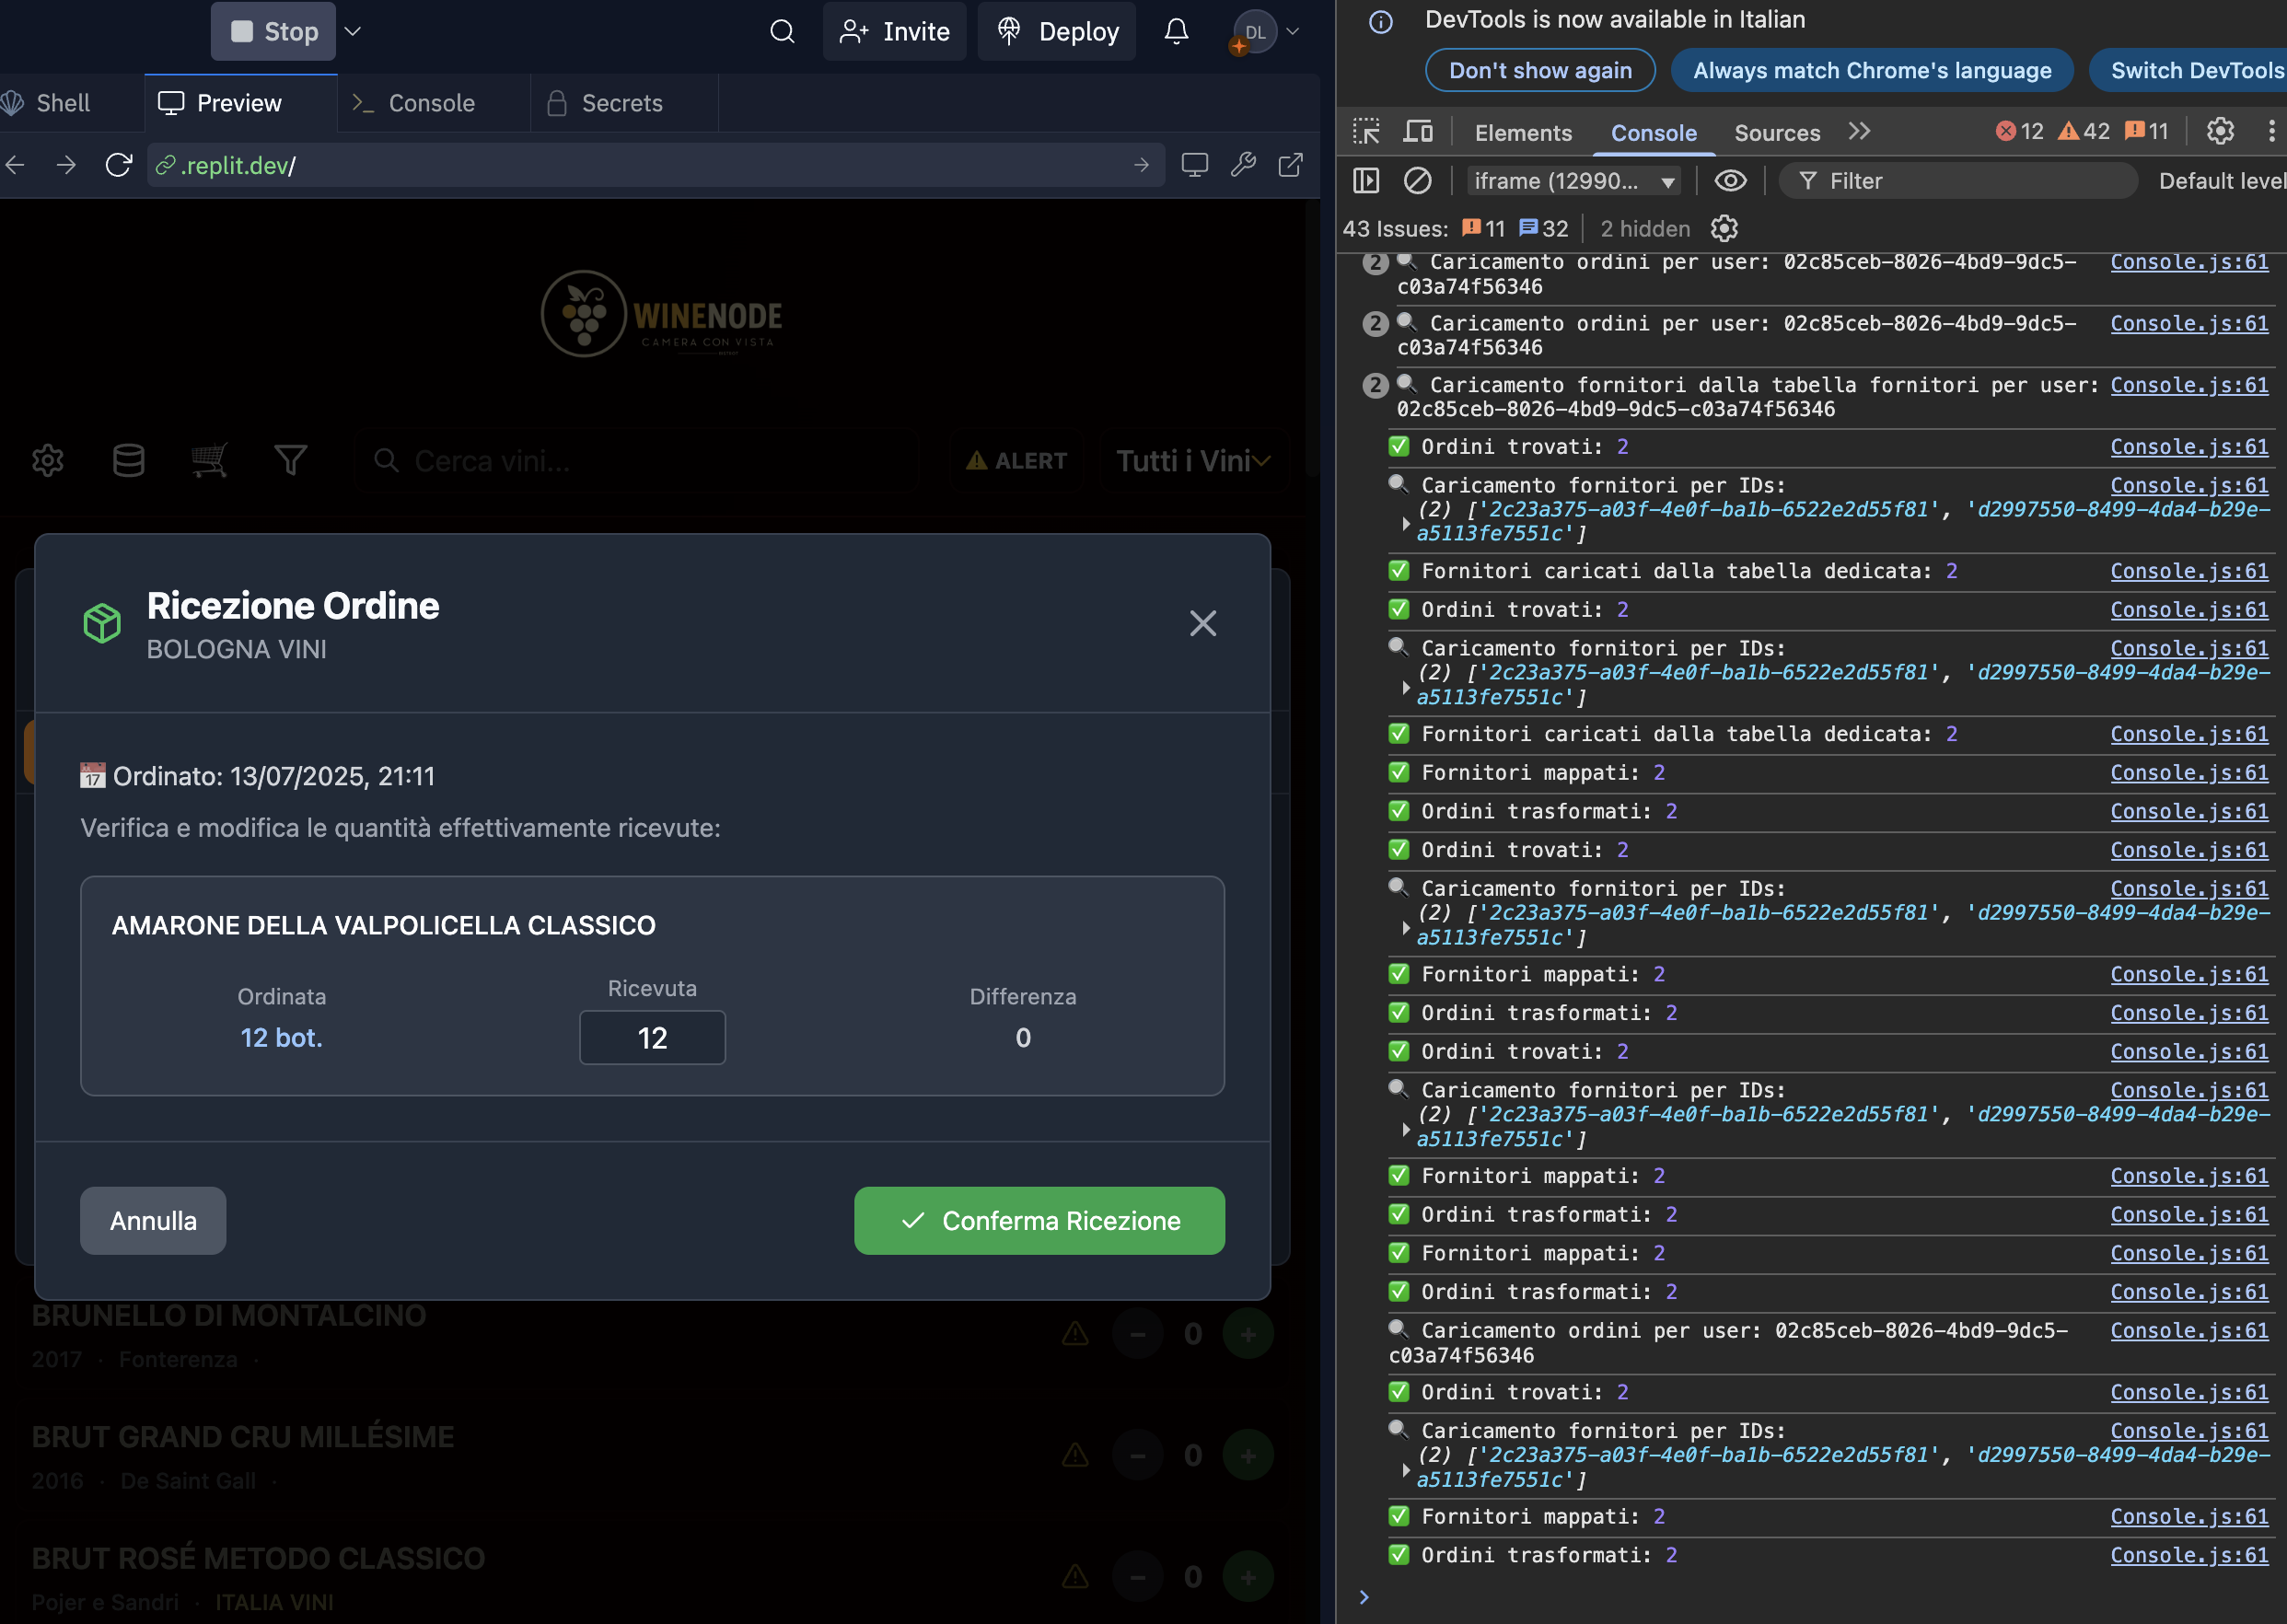 Stop
Invite
Deploy
DL
Shell
Preview
Console
Secrets
.replit.dev/
WINENODE
CAMERA CON VISTA
Cerca vini...
ALERT
Tutti i Vini
Ricezione Ordine
BOLOGNA VINI
17 Ordinato: 13/07/2025, 21:11
Verifica e modifica le quantità effettivamente ricevute:
AMARONE DELLA VALPOLICELLA CLASSICO
Ordinata Ricevuta Differenza
12 bot. 12 0
Annulla
Conferma Ricezione
BRUNELLO DI MONTALCINO
2017 · Fonterenza ·
− 0 +
BRUT GRAND CRU MILLÉSIME
2016 · De Saint Gall ·
− 0 +
BRUT ROSÉ METODO CLASSICO
Pojer e Sandri · ITALIA VINI
− 0 +
DevTools is now available in Italian
Don't show again
Always match Chrome's language
Switch DevTools
Elements
Console
Sources
12 42 11
iframe (12990...
Filter
Default level
43 Issues: 11 32
2 hidden
2 Caricamento ordini per user: 02c85ceb-8026-4bd9-9dc5- Console.js:61
c03a74f56346
2 Caricamento ordini per user: 02c85ceb-8026-4bd9-9dc5- Console.js:61
c03a74f56346
2 Caricamento fornitori dalla tabella fornitori per user: Console.js:61
02c85ceb-8026-4bd9-9dc5-c03a74f56346
Ordini trovati: 2 Console.js:61
Caricamento fornitori per IDs: Console.js:61
(2) ['2c23a375-a03f-4e0f-ba1b-6522e2d55f81', 'd2997550-8499-4da4-b29e-
a5113fe7551c']
Fornitori caricati dalla tabella dedicata: 2 Console.js:61
Ordini trovati: 2 Console.js:61
Caricamento fornitori per IDs: Console.js:61
(2) ['2c23a375-a03f-4e0f-ba1b-6522e2d55f81', 'd2997550-8499-4da4-b29e-
a5113fe7551c']
Fornitori caricati dalla tabella dedicata: 2 Console.js:61
Fornitori mappati: 2 Console.js:61
Ordini trasformati: 2 Console.js:61
Ordini trovati: 2 Console.js:61
Caricamento fornitori per IDs: Console.js:61
(2) ['2c23a375-a03f-4e0f-ba1b-6522e2d55f81', 'd2997550-8499-4da4-b29e-
a5113fe7551c']
Fornitori mappati: 2 Console.js:61
Ordini trasformati: 2 Console.js:61
Ordini trovati: 2 Console.js:61
Caricamento fornitori per IDs: Console.js:61
(2) ['2c23a375-a03f-4e0f-ba1b-6522e2d55f81', 'd2997550-8499-4da4-b29e-
a5113fe7551c']
Fornitori mappati: 2 Console.js:61
Ordini trasformati: 2 Console.js:61
Fornitori mappati: 2 Console.js:61
Ordini trasformati: 2 Console.js:61
Caricamento ordini per user: 02c85ceb-8026-4bd9-9dc5- Console.js:61
c03a74f56346
Ordini trovati: 2 Console.js:61
Caricamento fornitori per IDs: Console.js:61
(2) ['2c23a375-a03f-4e0f-ba1b-6522e2d55f81', 'd2997550-8499-4da4-b29e-
a5113fe7551c']
Fornitori mappati: 2 Console.js:61
Ordini trasformati: 2 Console.js:61